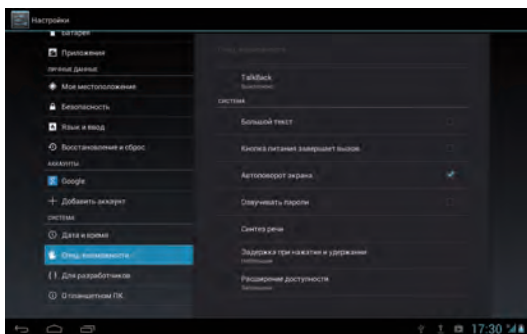 Настройки
Батарея
Приложения
ЛИЧНЫЕ ДАННЫЕ
Мое местоположение
Безопасность
Язык и ввод
Восстановление и сброс
АККАУНТЫ
Google
Добавить аккаунт
СИСТЕМА
Дата и время
Спец. возможности
Для разработчиков
О планшетном ПК
TalkBack
СИСТЕМА
Большой текст
Кнопка питания завершает вызов
Автоповорот экрана
Озвучивать пароли
Синтез речи
Задержка при нажатии и удержании
Расширение доступности
17:30